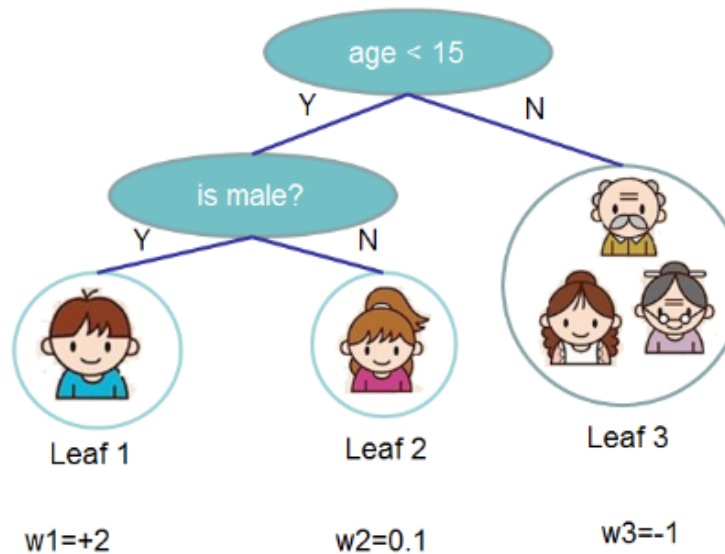 age < 15
Y
N
is male?
Y
N
Leaf 1
Leaf 2
Leaf 3
w1=+2
w2=0.1
w3=-1